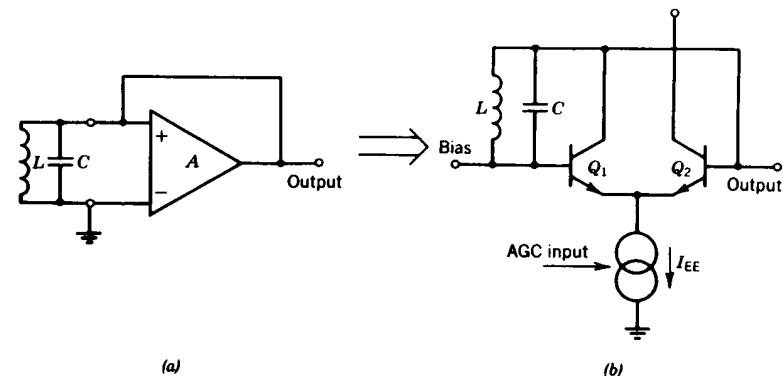 L
C
+
−
A
Output
(a)
L
C
Bias
Q1
Q2
Output
AGC input
IEE
(b)